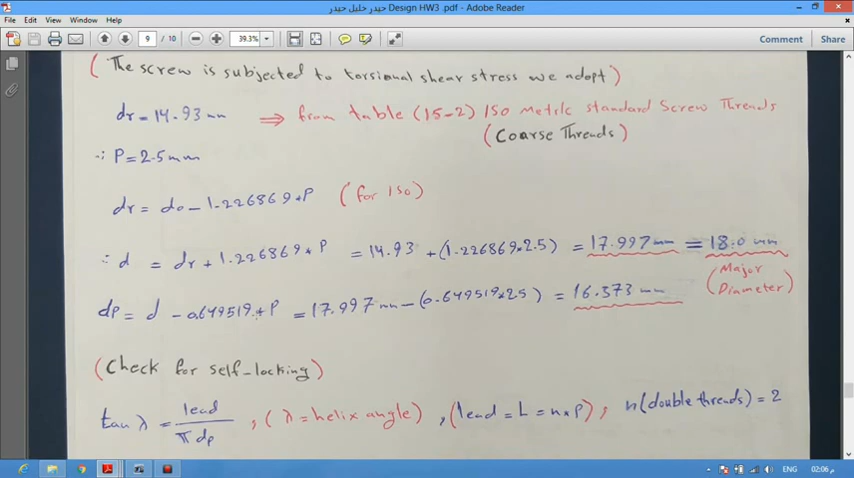 Design HW3 حيدر خليل حيدر .pdf - Adobe Reader
File Edit View Window Help
9 / 10 39.3% Comment Share
(The screw is subjected to torsional shear stress we adopt)
dr = 14.93 mm ⇒ from table (15-2) ISO Metric standard Screw Threads
(Coarse Threads)
∴ P = 2.5 mm
dr = do - 1.226869 * P (for ISO)
∴ d = dr + 1.226869 * P = 14.93 + (1.226869*2.5) = 17.997 mm = 18.0 mm
(Major Diameter)
dp = d - 0.649519 * P = 17.997 mm - (0.649519*2.5) = 16.373 mm
(Check for self-locking)
tan λ = lead / π dp , (λ = helix angle) , (lead = L = n * P) , n (double threads) = 2
ENG 02:06 م